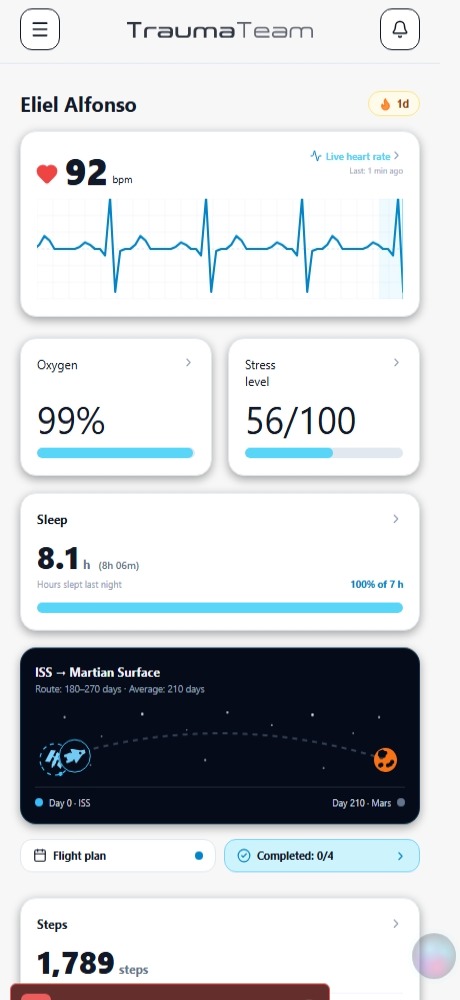 TraumaTeam
Eliel Alfonso
1d
92 bpm
Live heart rate
Last: 1 min ago
Oxygen
99%
Stress
level
56/100
Sleep
8.1 h (8h 06m)
Hours slept last night
100% of 7 h
ISS → Martian Surface
Route: 180–270 days · Average: 210 days
Day 0 · ISS
Day 210 · Mars
Flight plan
Completed: 0/4
Steps
1,789 steps